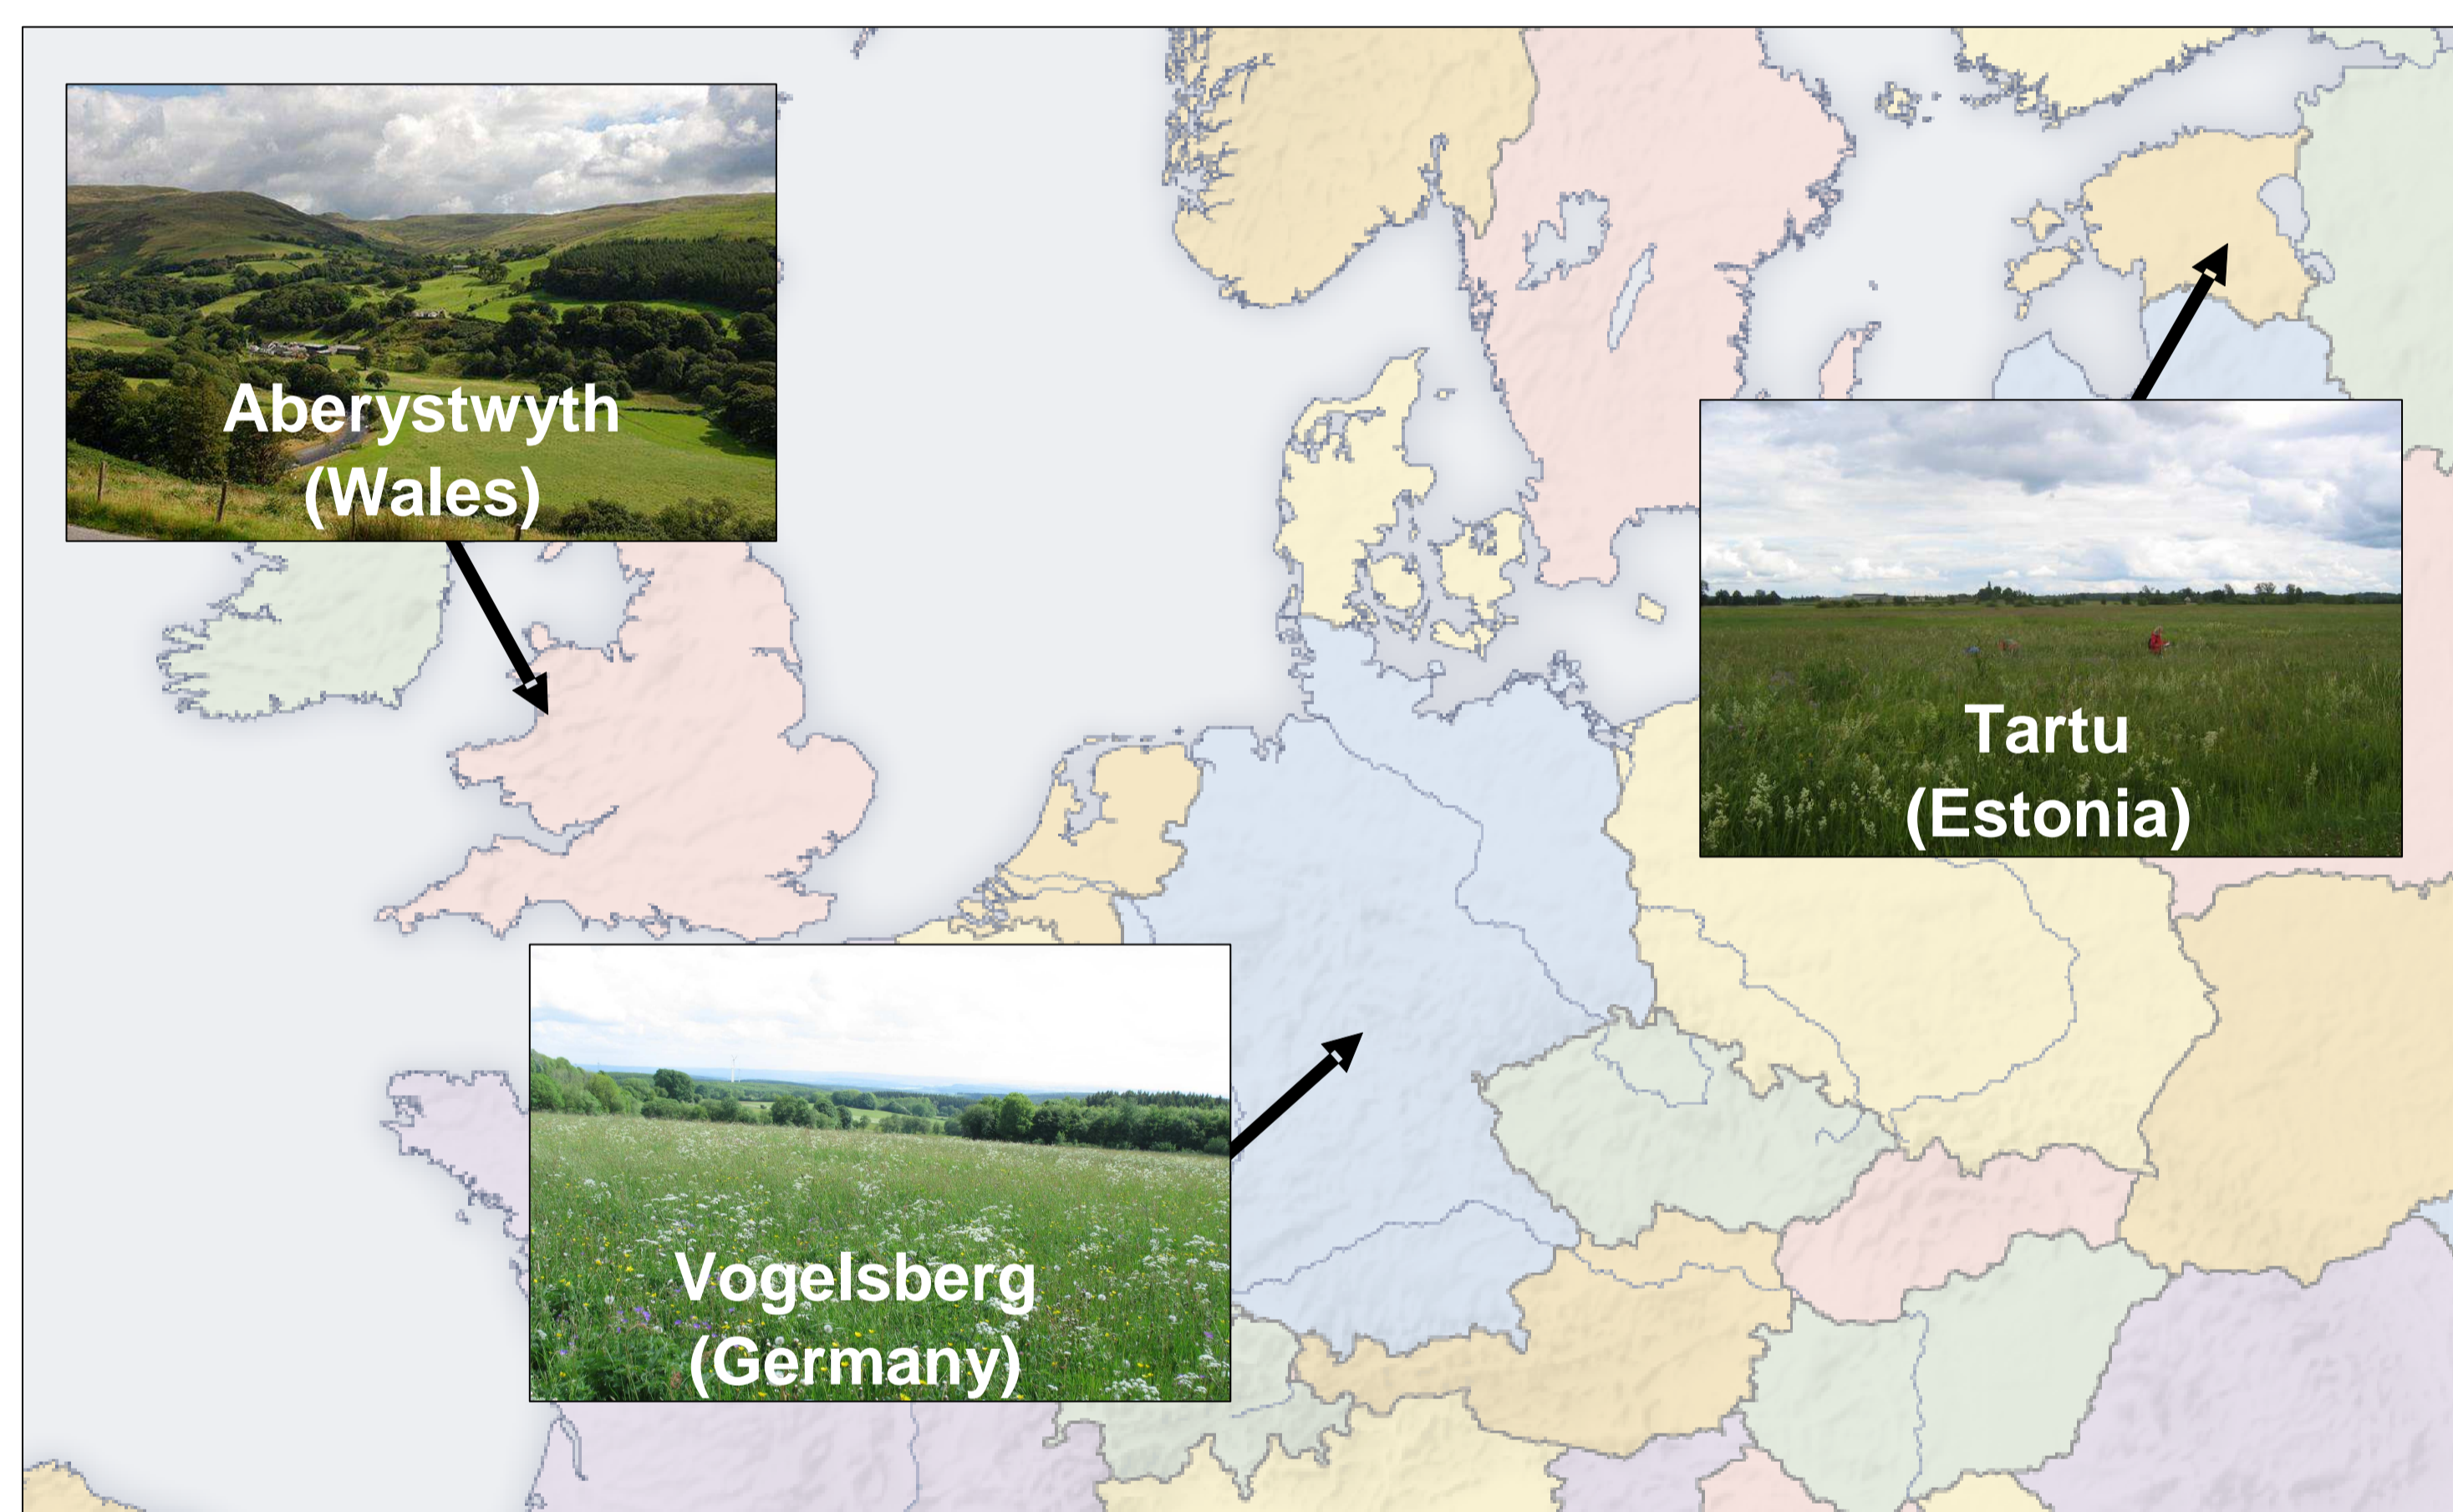 Aberystwyth
(Wales)
Tartu
(Estonia)
Vogelsberg
(Germany)